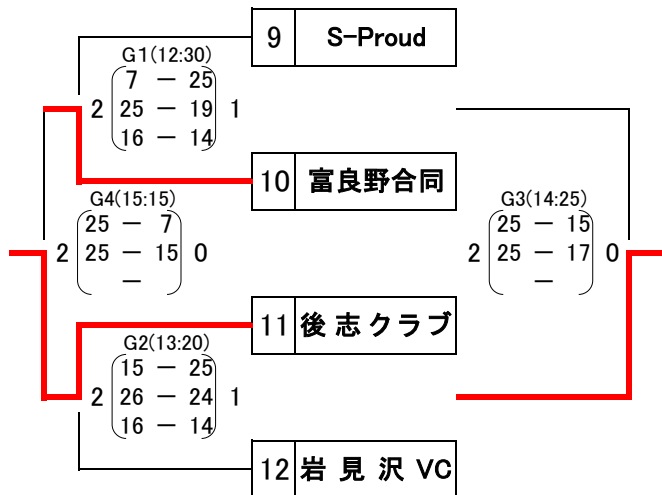 9 S-Proud
G1(12:30)
7 － 25
2 25 － 19 1
16 － 14
10 富良野合同
G4(15:15)
25 － 7
2 25 － 15 0
－
G3(14:25)
25 － 15
2 25 － 17 0
－
11 後志クラブ
G2(13:20)
15 － 25
2 26 － 24 1
16 － 14
12 岩見沢 VC